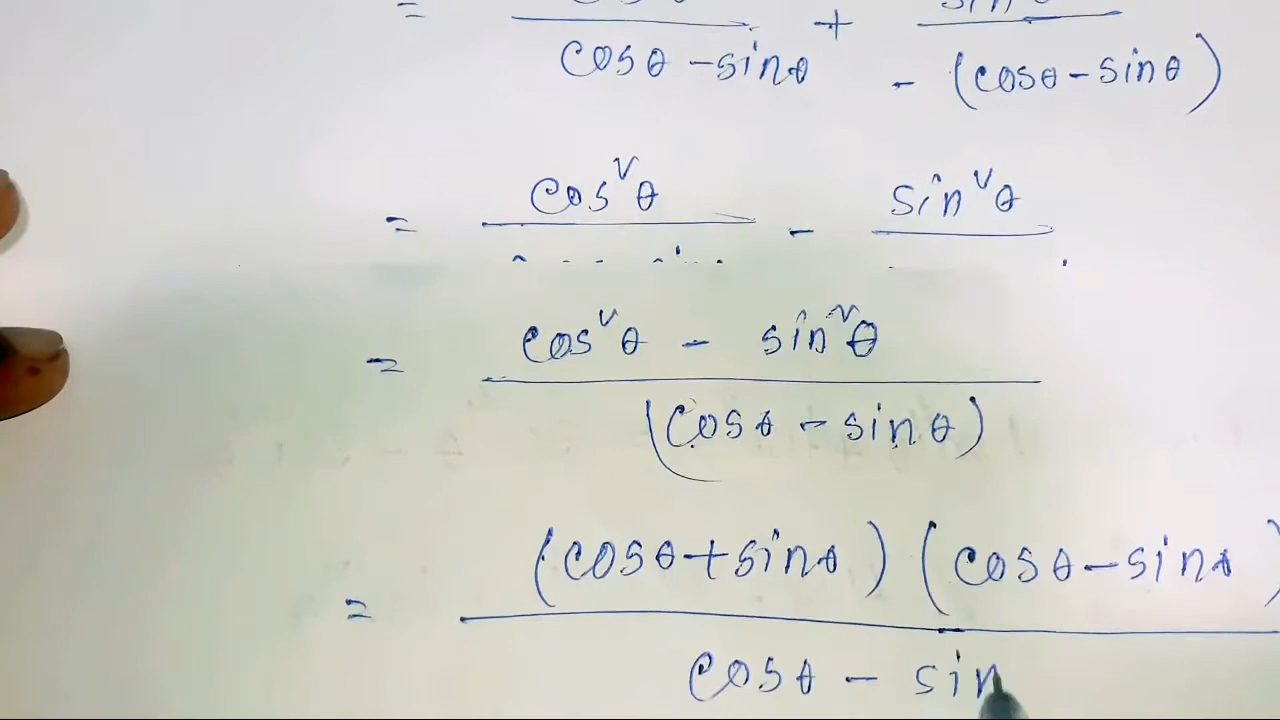 =
+
cosθ - sinθ
- (cosθ - sinθ)
= cos^vθ - sin^vθ
= cos^vθ - sin^vθ
(cosθ - sinθ)
= (cosθ + sinθ) (cosθ - sinθ)
cosθ - sin